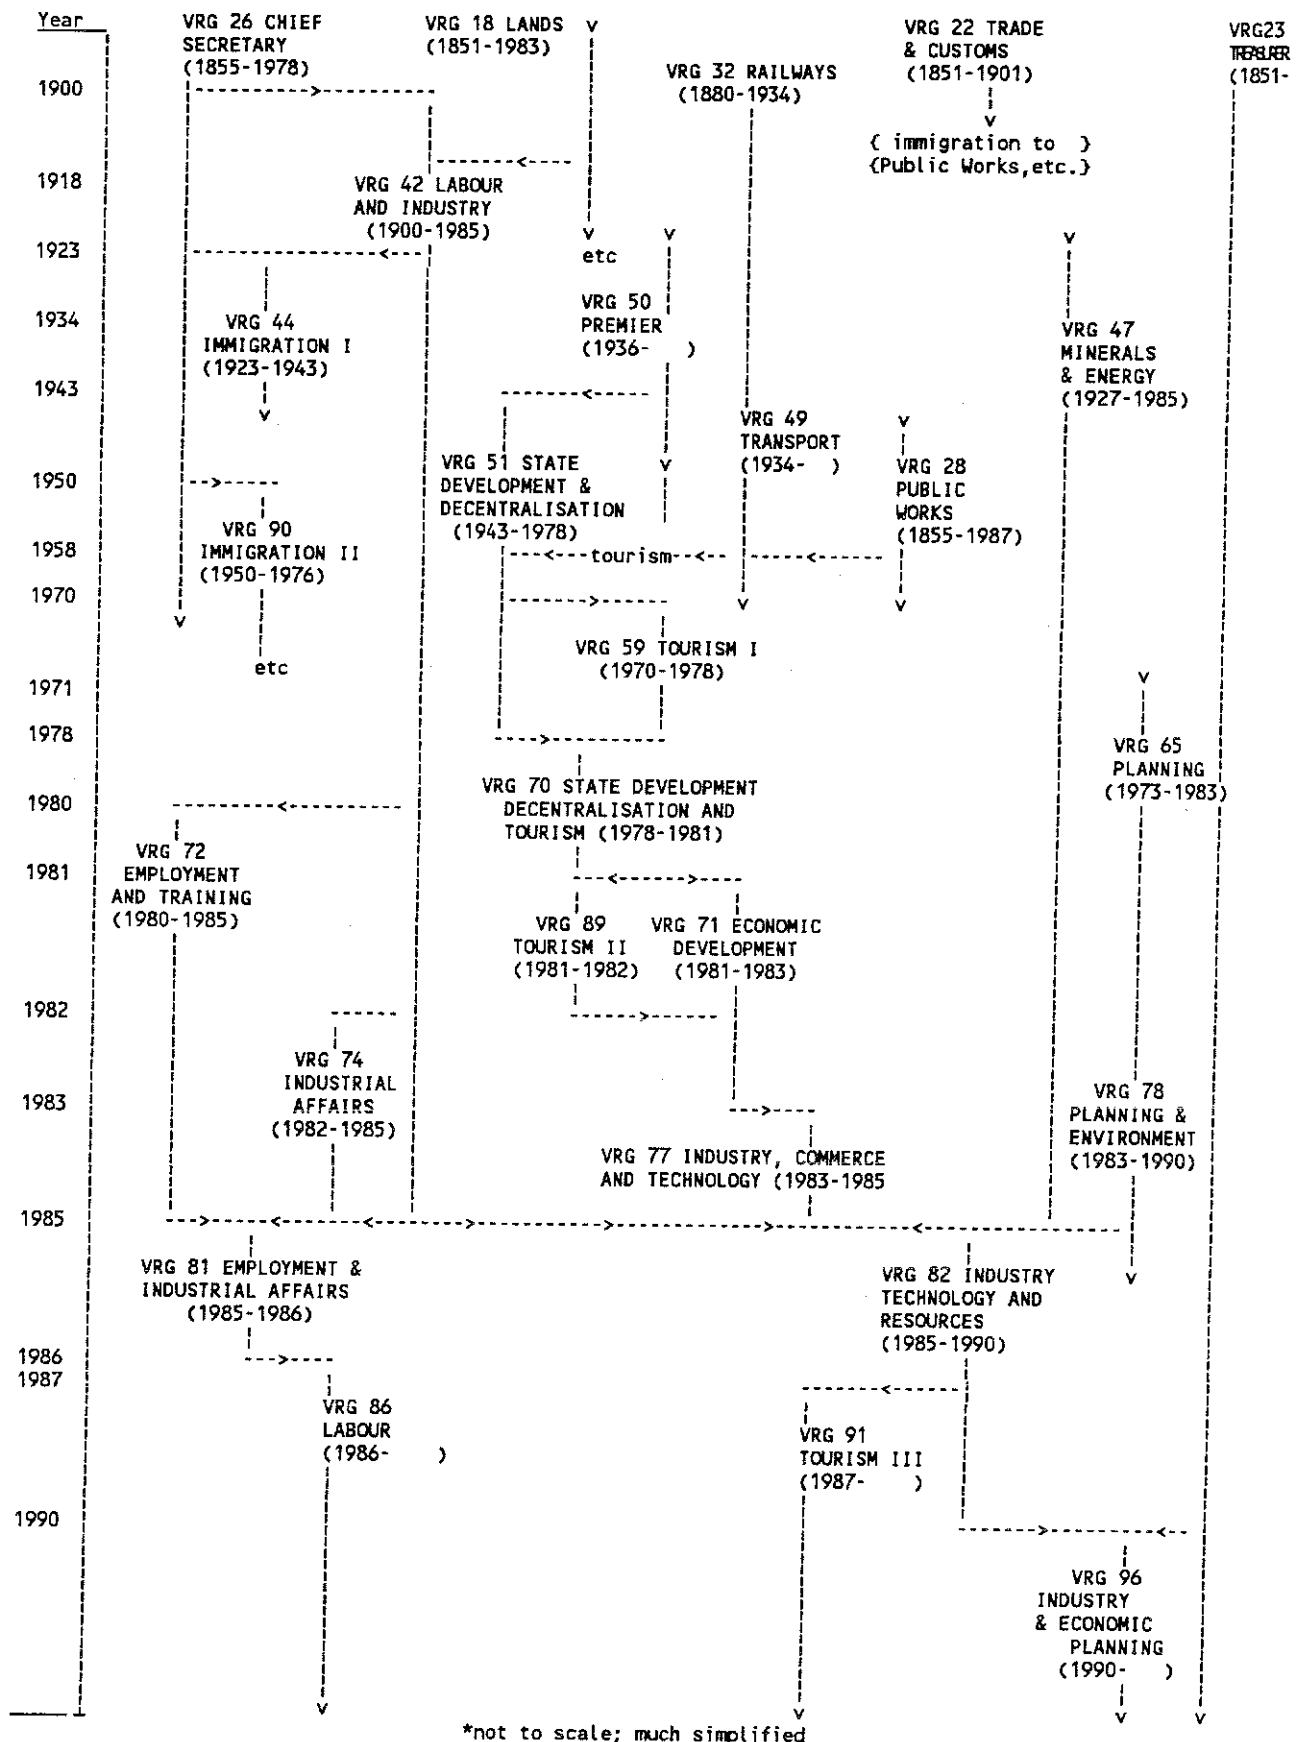 Year
VRG 26 CHIEF
SECRETARY
(1855-1978)
VRG 18 LANDS
(1851-1983)
VRG 22 TRADE
& CUSTOMS
(1851-1901)
VRG23
TREASURER
(1851-
VRG 32 RAILWAYS
(1880-1934)
1900
{ immigration to }
{Public Works,etc.}
1918
VRG 42 LABOUR
AND INDUSTRY
(1900-1985)
1923
etc
1934
VRG 44
IMMIGRATION I
(1923-1943)
VRG 50
PREMIER
(1936- )
VRG 47
MINERALS
& ENERGY
(1927-1985)
1943
VRG 49
TRANSPORT
(1934- )
VRG 51 STATE
DEVELOPMENT &
DECENTRALISATION
(1943-1978)
VRG 28
PUBLIC
WORKS
(1855-1987)
1950
VRG 90
IMMIGRATION II
(1950-1976)
1958
tourism
1970
etc
VRG 59 TOURISM I
(1970-1978)
1971
1978
VRG 65
PLANNING
(1973-1983)
VRG 70 STATE DEVELOPMENT
DECENTRALISATION AND
TOURISM (1978-1981)
1980
VRG 72
EMPLOYMENT
AND TRAINING
(1980-1985)
1981
VRG 89
TOURISM II
(1981-1982)
VRG 71 ECONOMIC
DEVELOPMENT
(1981-1983)
1982
VRG 74
INDUSTRIAL
AFFAIRS
(1982-1985)
1983
VRG 78
PLANNING &
ENVIRONMENT
(1983-1990)
VRG 77 INDUSTRY, COMMERCE
AND TECHNOLOGY (1983-1985
1985
VRG 81 EMPLOYMENT &
INDUSTRIAL AFFAIRS
(1985-1986)
VRG 82 INDUSTRY
TECHNOLOGY AND
RESOURCES
(1985-1990)
1986
1987
VRG 86
LABOUR
(1986- )
VRG 91
TOURISM III
(1987- )
1990
VRG 96
INDUSTRY
& ECONOMIC
PLANNING
(1990- )
*not to scale; much simplified